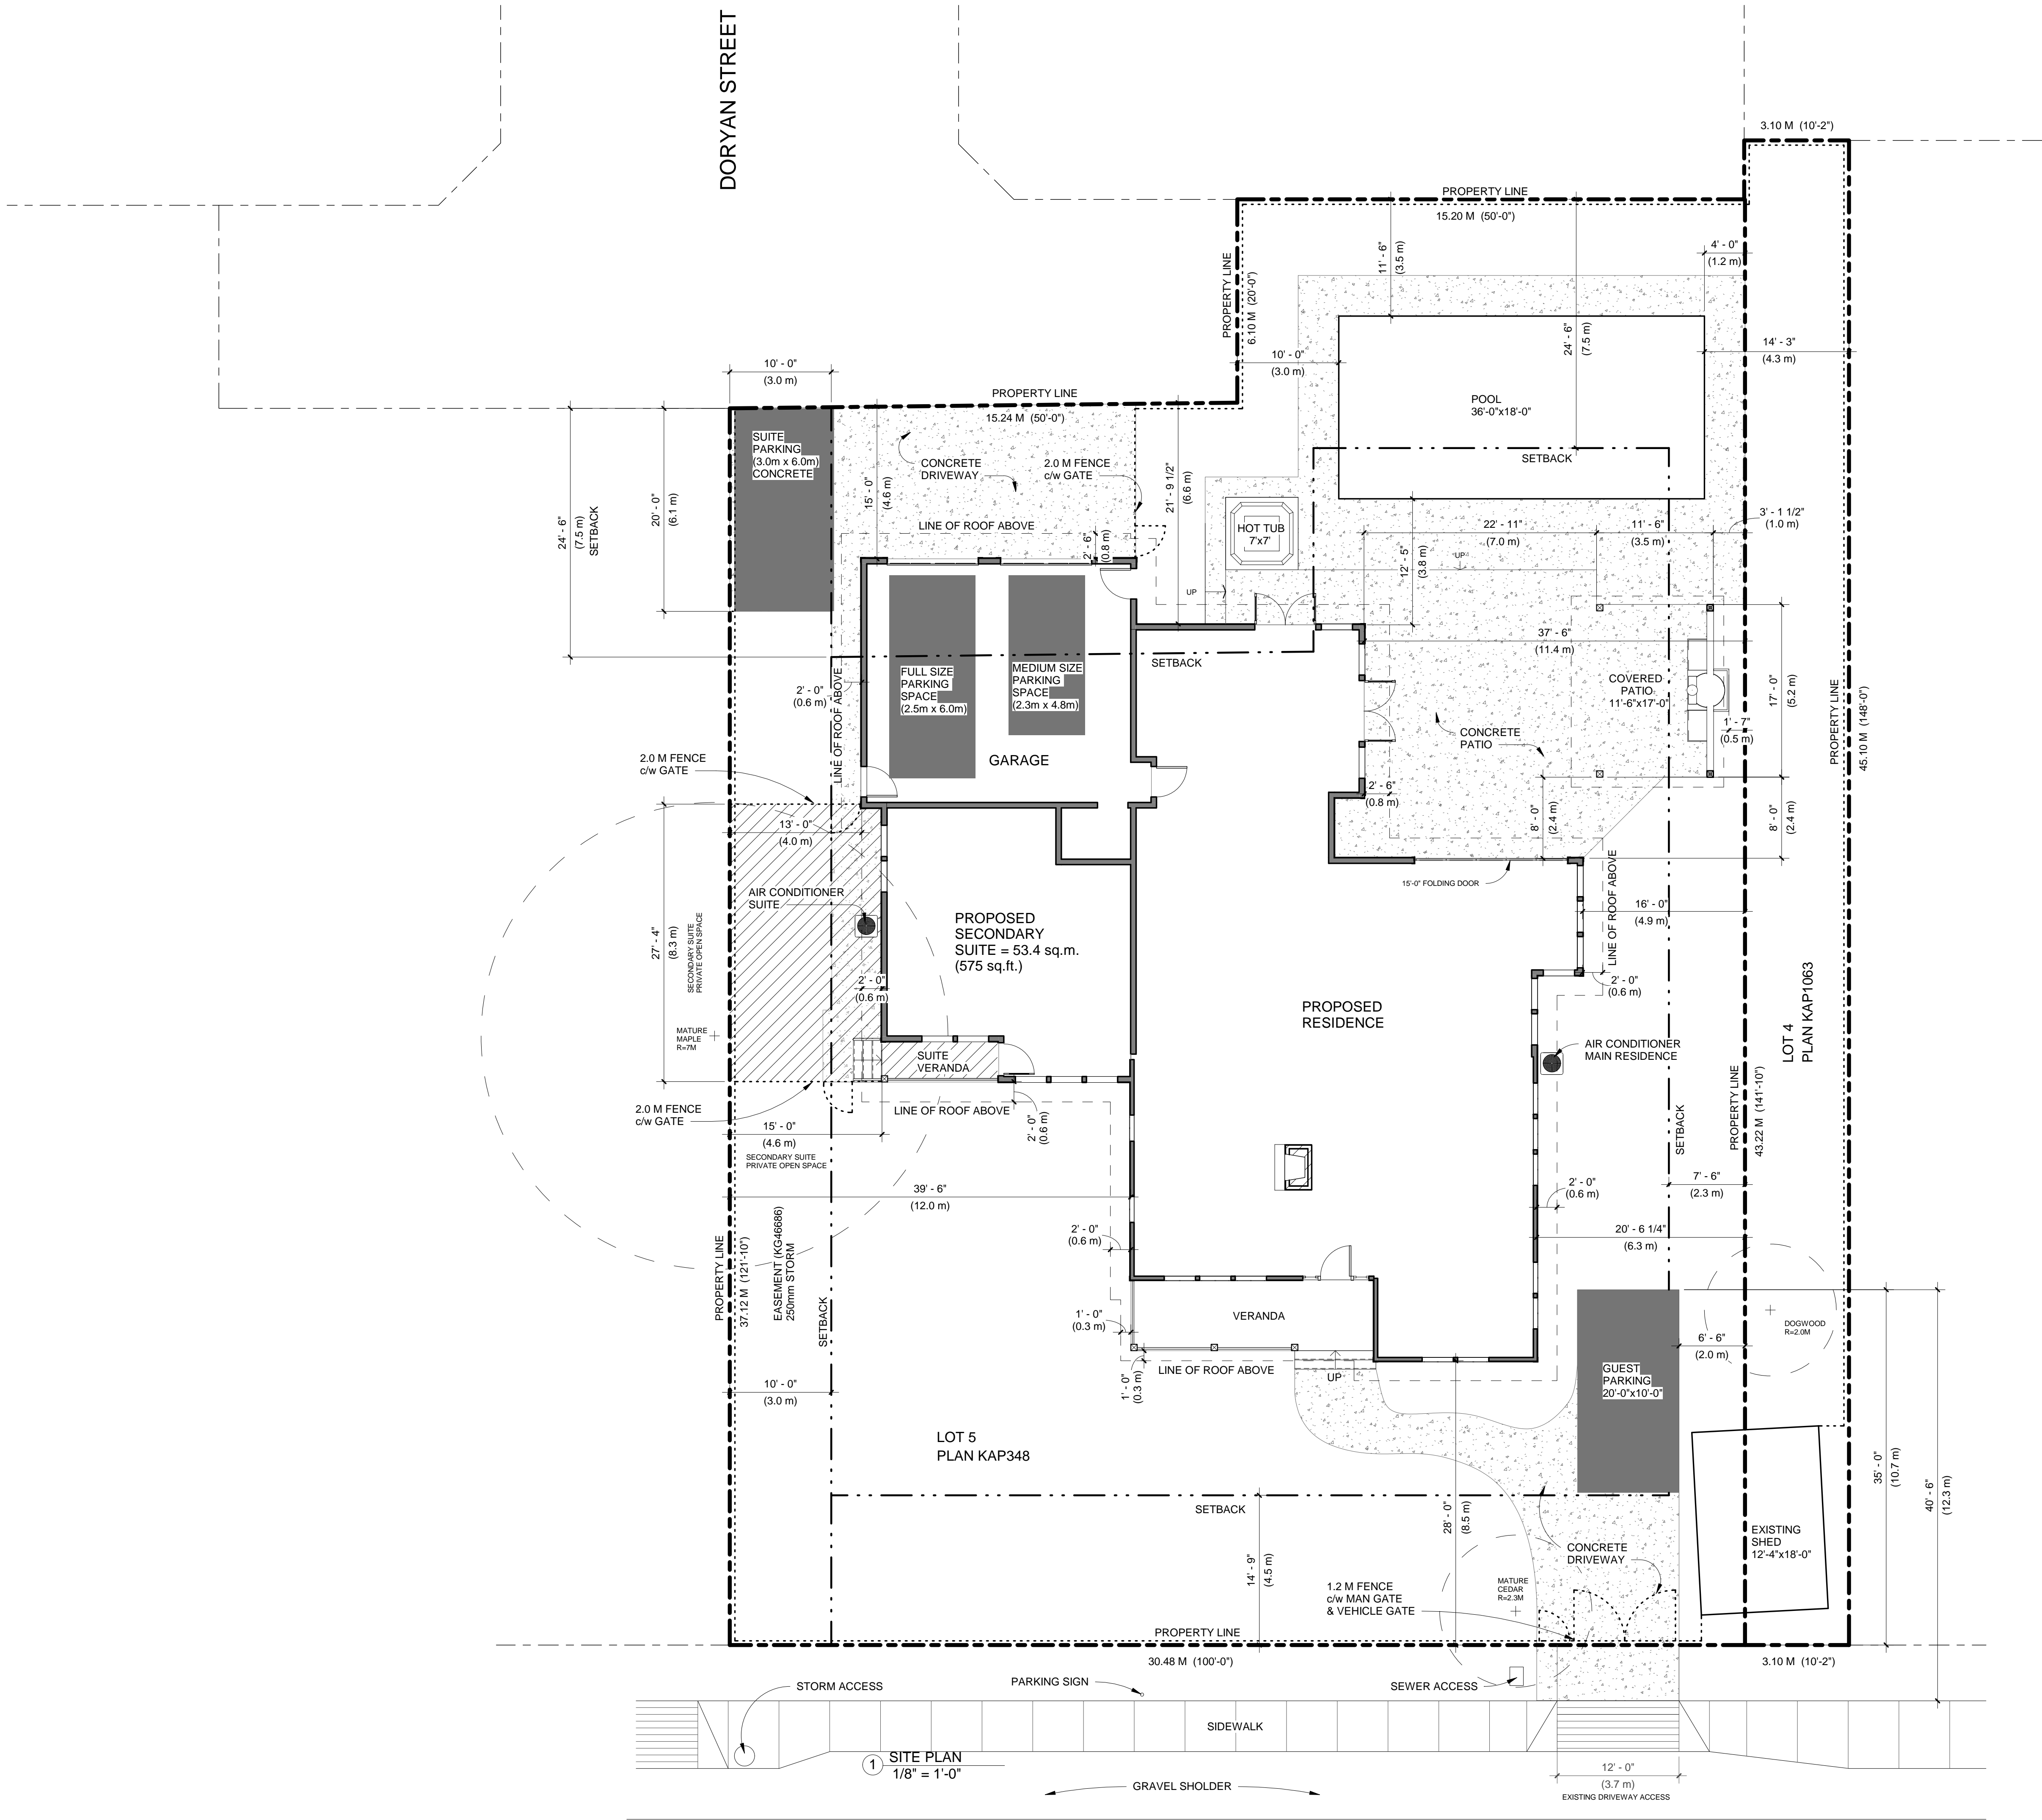 DORYAN STREET
3.10 M (10'-2")
PROPERTY LINE
15.20 M (50'-0")
PROPERTY LINE
6.10 M (20'-0")
11' - 6"
(3.5 m)
24' - 6"
(7.5 m)
4' - 0"
(1.2 m)
14' - 3"
(4.3 m)
10' - 0"
(3.0 m)
10' - 0"
(3.0 m)
PROPERTY LINE
15.24 M (50'-0")
POOL
36'-0"x18'-0"
SETBACK
SUITE
PARKING
(3.0m x 6.0m)
CONCRETE
CONCRETE
DRIVEWAY
2.0 M FENCE
c/w GATE
15' - 0"
(4.6 m)
21' - 9 1/2"
(6.6 m)
24' - 6"
(7.5 m)
SETBACK
20' - 0"
(6.1 m)
LINE OF ROOF ABOVE
2' - 6"
(0.8 m)
HOT TUB
7'x7'
12' - 5"
(3.8 m)
22' - 11"
(7.0 m)
11' - 6"
(3.5 m)
3' - 1 1/2"
(1.0 m)
UP
UP
37' - 6"
(11.4 m)
SETBACK
FULL SIZE
PARKING
SPACE
(2.5m x 6.0m)
MEDIUM SIZE
PARKING
SPACE
(2.3m x 4.8m)
2' - 0"
(0.6 m)
LINE OF ROOF ABOVE
GARAGE
COVERED
PATIO
11'-6"x17'-0"
17' - 0"
(5.2 m)
1' - 7"
(0.5 m)
PROPERTY LINE
45.10 M (148'-0")
CONCRETE
PATIO
2.0 M FENCE
c/w GATE
2' - 6"
(0.8 m)
8' - 0"
(2.4 m)
8' - 0"
(2.4 m)
13' - 0"
(4.0 m)
15'-0" FOLDING DOOR
LINE OF ROOF ABOVE
AIR CONDITIONER
SUITE
16' - 0"
(4.9 m)
27' - 4"
(8.3 m)
SECONDARY SUITE
PRIVATE OPEN SPACE
PROPOSED
SECONDARY
SUITE = 53.4 sq.m.
(575 sq.ft.)
2' - 0"
(0.6 m)
2' - 0"
(0.6 m)
PROPOSED
RESIDENCE
LOT 4
PLAN KAP1063
MATURE
MAPLE
R=7M
SUITE
VERANDA
AIR CONDITIONER
MAIN RESIDENCE
2.0 M FENCE
c/w GATE
LINE OF ROOF ABOVE
2' - 0"
(0.6 m)
SETBACK
PROPERTY LINE
43.22 M (141'-10")
15' - 0"
(4.6 m)
SECONDARY SUITE
PRIVATE OPEN SPACE
39' - 6"
(12.0 m)
2' - 0"
(0.6 m)
7' - 6"
(2.3 m)
PROPERTY LINE
37.12 M (121'-10")
EASEMENT (KG46686)
250mm STORM
SETBACK
2' - 0"
(0.6 m)
20' - 6 1/4"
(6.3 m)
1' - 0"
(0.3 m)
VERANDA
DOGWOOD
R=2.0M
6' - 6"
(2.0 m)
1' - 0"
(0.3 m)
LINE OF ROOF ABOVE
UP
GUEST
PARKING
20'-0"x10'-0"
10' - 0"
(3.0 m)
LOT 5
PLAN KAP348
35' - 0"
(10.7 m)
40' - 6"
(12.3 m)
SETBACK
14' - 9"
(4.5 m)
28' - 0"
(8.5 m)
CONCRETE
DRIVEWAY
EXISTING
SHED
12'-4"x18'-0"
1.2 M FENCE
c/w MAN GATE
& VEHICLE GATE
MATURE
CEDAR
R=2.3M
PROPERTY LINE
30.48 M (100'-0")
3.10 M (10'-2")
STORM ACCESS
PARKING SIGN
SEWER ACCESS
SIDEWALK
1 SITE PLAN
1/8" = 1'-0"
GRAVEL SHOLDER
12' - 0"
(3.7 m)
EXISTING DRIVEWAY ACCESS